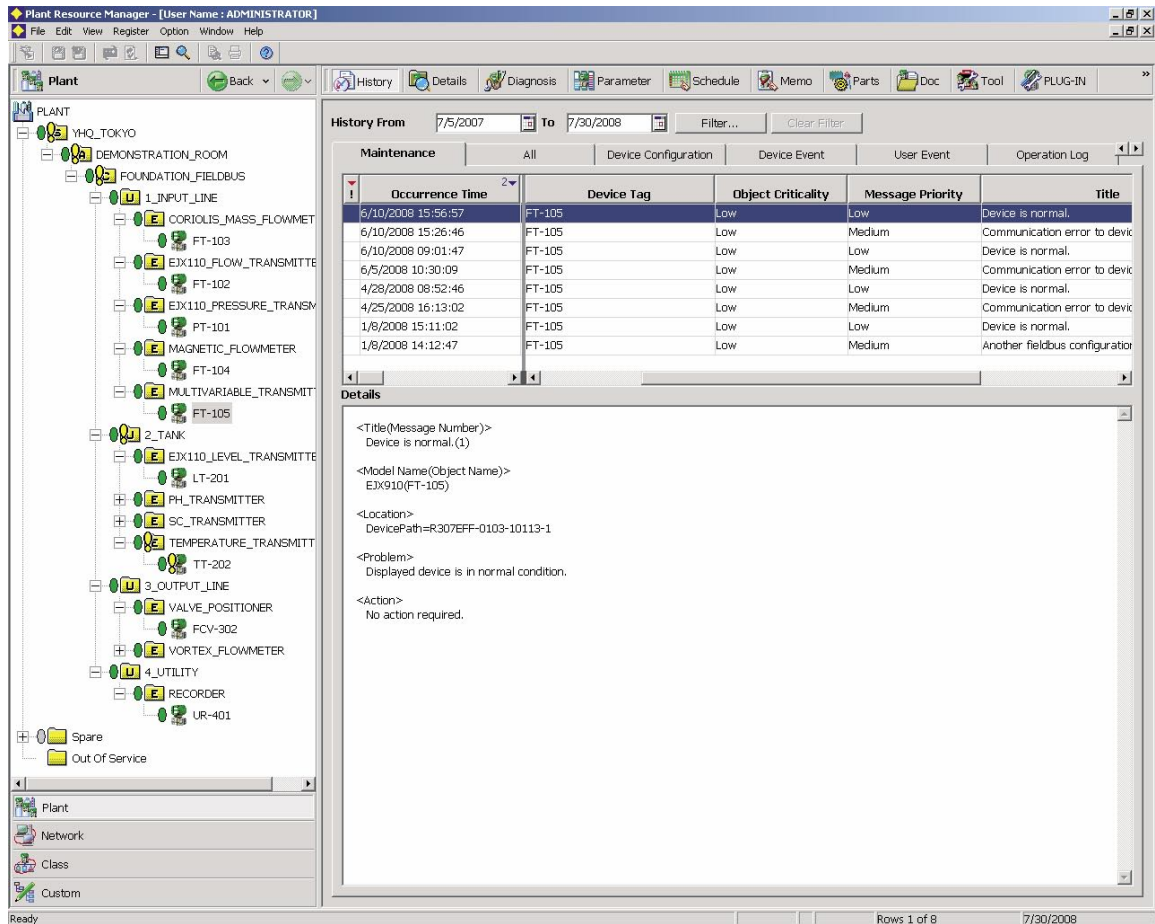 Plant Resource Manager - [User Name : ADMINISTRATOR]
File Edit View Register Option Window Help
Plant Back History Details Diagnosis Parameter Schedule Memo Parts Doc Tool PLUG-IN »
PLANT
YHQ_TOKYO
DEMONSTRATION_ROOM
FOUNDATION_FIELDBUS
U 1_INPUT_LINE
E CORIOLIS_MASS_FLOWMET
FT-103
E EJX110_FLOW_TRANSMITTE
FT-102
E EJX110_PRESSURE_TRANSM
PT-101
E MAGNETIC_FLOWMETER
FT-104
E MULTIVARIABLE_TRANSMIT
FT-105
2_TANK
E EJX110_LEVEL_TRANSMITTE
LT-201
E PH_TRANSMITTER
E SC_TRANSMITTER
E TEMPERATURE_TRANSMITT
TT-202
U 3_OUTPUT_LINE
E VALVE_POSITIONER
FCV-302
E VORTEX_FLOWMETER
U 4_UTILITY
E RECORDER
UR-401
Spare
Out Of Service
Plant
Network
Class
Custom
History From 7/5/2007 To 7/30/2008 Filter... Clear Filter
Maintenance All Device Configuration Device Event User Event Operation Log
! Occurrence Time 2 Device Tag Object Criticality Message Priority Title
6/10/2008 15:56:57 FT-105 Low Low Device is normal.
6/10/2008 15:26:46 FT-105 Low Medium Communication error to devic
6/10/2008 09:01:47 FT-105 Low Low Device is normal.
6/5/2008 10:30:09 FT-105 Low Medium Communication error to devic
4/28/2008 08:52:46 FT-105 Low Low Device is normal.
4/25/2008 16:13:02 FT-105 Low Medium Communication error to devic
1/8/2008 15:11:02 FT-105 Low Low Device is normal.
1/8/2008 14:12:47 FT-105 Low Medium Another fieldbus configuration
Details
<Title(Message Number)>
Device is normal.(1)
<Model Name(Object Name)>
EJX910(FT-105)
<Location>
DevicePath=R307EFF-0103-10113-1
<Problem>
Displayed device is in normal condition.
<Action>
No action required.
Ready Rows 1 of 8 7/30/2008